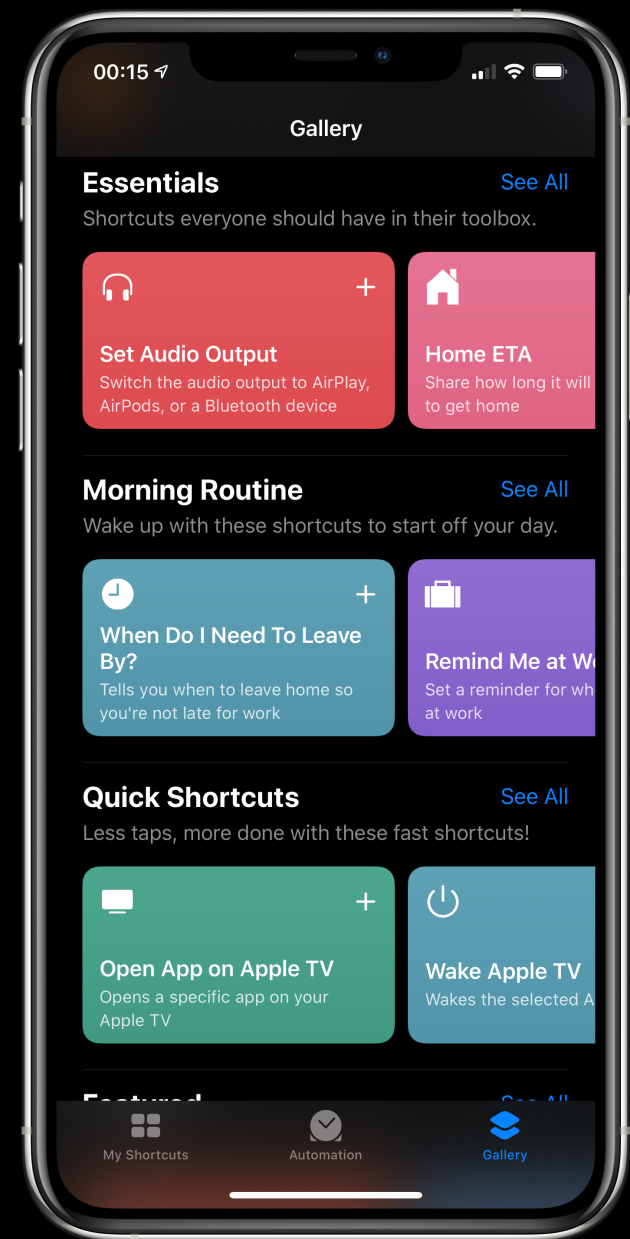 00:15
Gallery
Essentials
See All
Shortcuts everyone should have in their toolbox.
Set Audio Output
Switch the audio output to AirPlay,
AirPods, or a Bluetooth device
Home ETA
Share how long it will
to get home
Morning Routine
See All
Wake up with these shortcuts to start off your day.
When Do I Need To Leave
By?
Tells you when to leave home so
you're not late for work
Remind Me at
Set a reminder for
at work
Quick Shortcuts
See All
Less taps, more done with these fast shortcuts!
Open App on Apple TV
Opens a specific app on your
Apple TV
Wake Apple TV
Wakes the selected
Featured
See All
My Shortcuts
Automation
Gallery